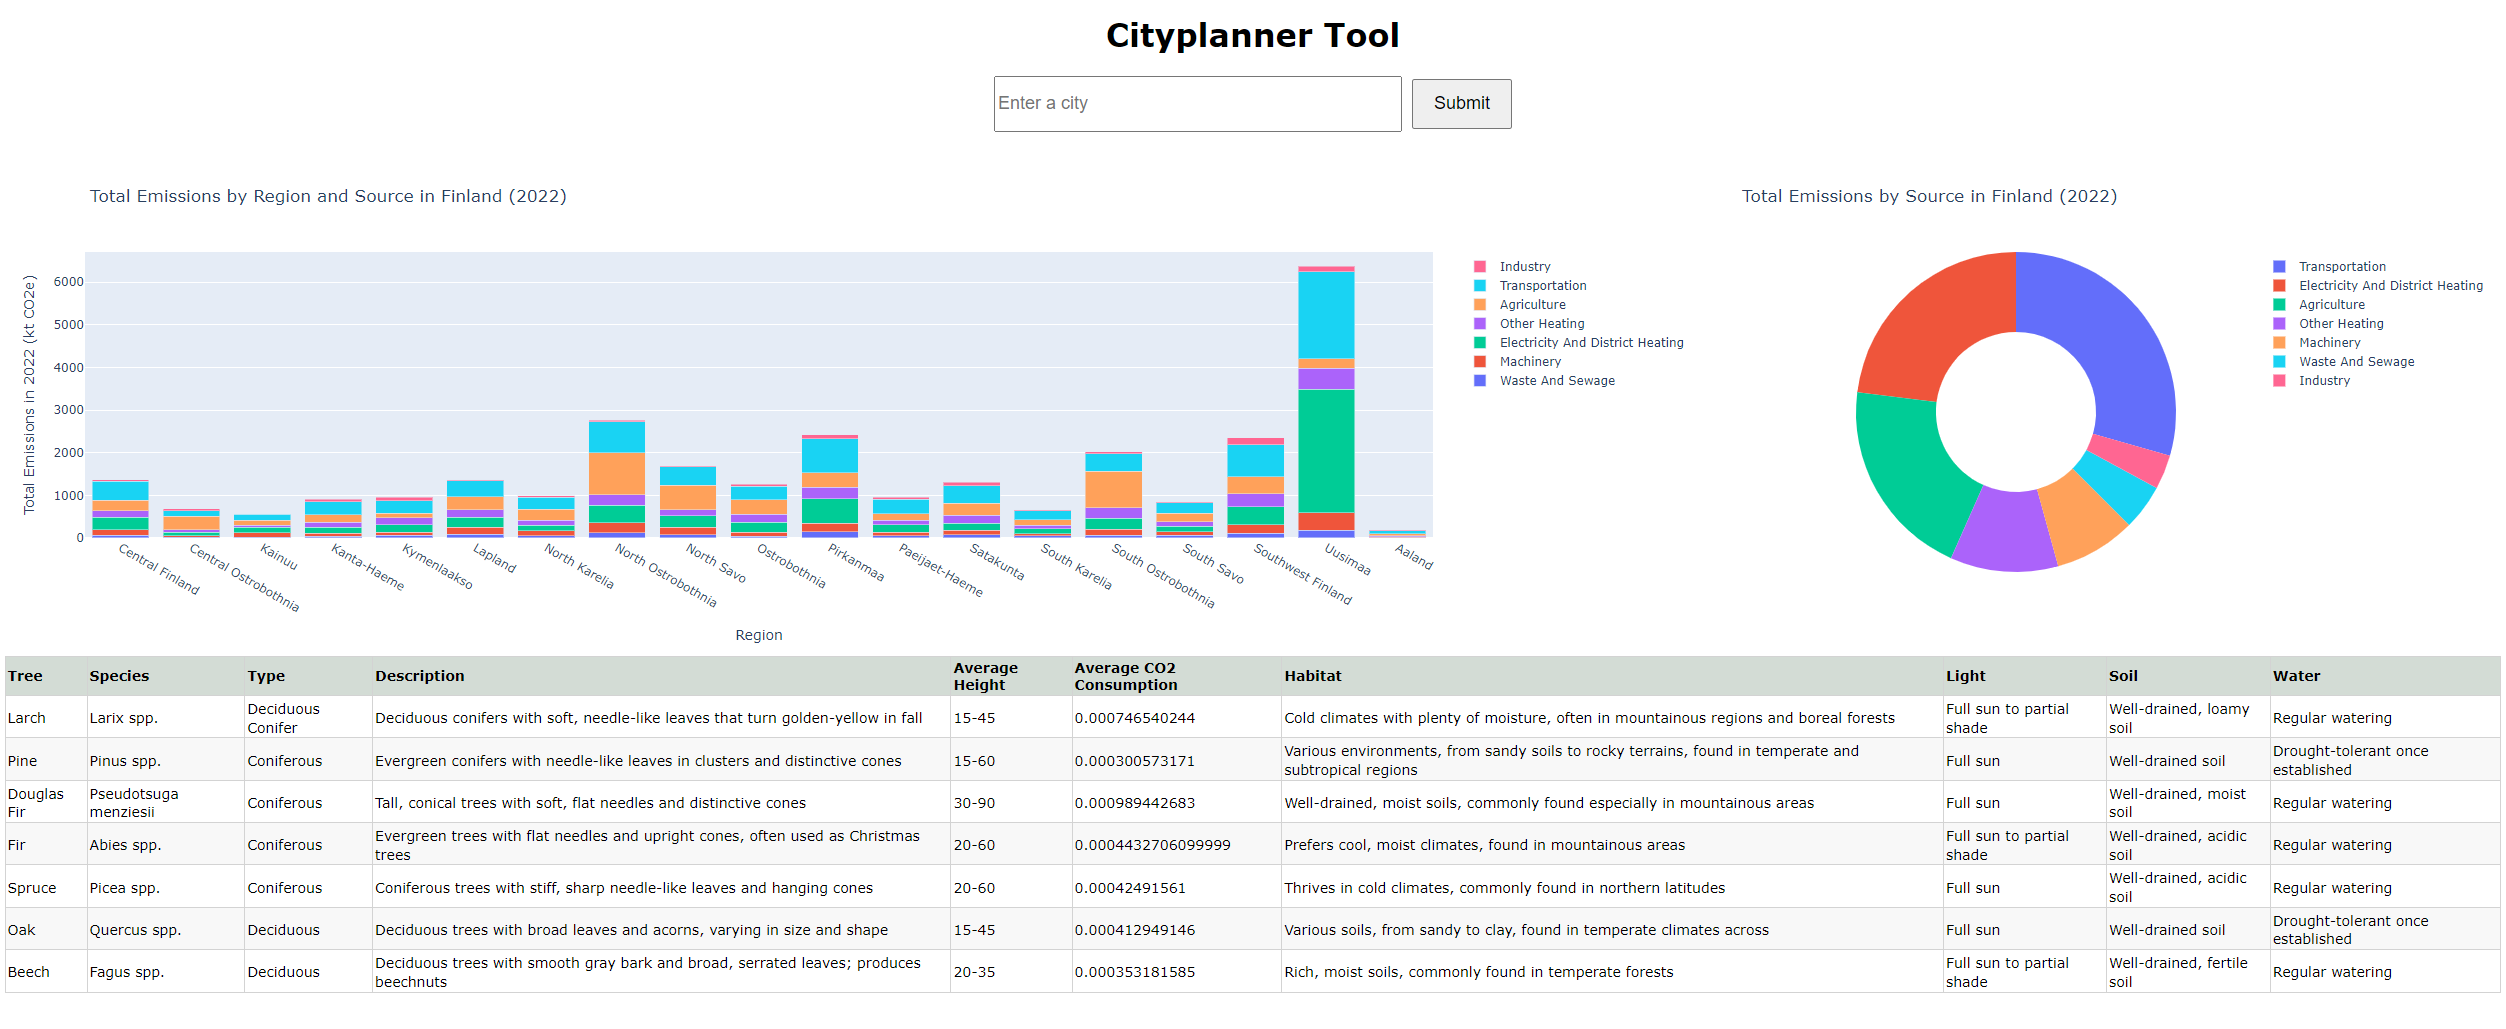 Cityplanner Tool
Enter a city
Submit
Total Emissions by Region and Source in Finland (2022)
Total Emissions in 2022 (kt CO2e)
6000
5000
4000
3000
2000
1000
0
Central Finland
Central Ostrobothnia
Kainuu
Kanta-Haeme
Kymenlaakso
Lapland
North Karelia
North Ostrobothnia
North Savo
Ostrobothnia
Pirkanmaa
Paeijaet-Haeme
Satakunta
South Karelia
South Ostrobothnia
South Savo
Southwest Finland
Uusimaa
Aaland
Region
Industry
Transportation
Agriculture
Other Heating
Electricity And District Heating
Machinery
Waste And Sewage
Total Emissions by Source in Finland (2022)
Transportation
Electricity And District Heating
Agriculture
Other Heating
Machinery
Waste And Sewage
Industry
Tree
Species
Type
Description
Average
Height
Average CO2
Consumption
Habitat
Light
Soil
Water
Larch
Larix spp.
Deciduous
Conifer
Deciduous conifers with soft, needle-like leaves that turn golden-yellow in fall
15-45
0.000746540244
Cold climates with plenty of moisture, often in mountainous regions and boreal forests
Full sun to partial
shade
Well-drained, loamy
soil
Regular watering
Pine
Pinus spp.
Coniferous
Evergreen conifers with needle-like leaves in clusters and distinctive cones
15-60
0.000300573171
Various environments, from sandy soils to rocky terrains, found in temperate and
subtropical regions
Full sun
Well-drained soil
Drought-tolerant once
established
Douglas
Fir
Pseudotsuga
menziesii
Coniferous
Tall, conical trees with soft, flat needles and distinctive cones
30-90
0.000989442683
Well-drained, moist soils, commonly found especially in mountainous areas
Full sun
Well-drained, moist
soil
Regular watering
Fir
Abies spp.
Coniferous
Evergreen trees with flat needles and upright cones, often used as Christmas
trees
20-60
0.0004432706099999
Prefers cool, moist climates, found in mountainous areas
Full sun to partial
shade
Well-drained, acidic
soil
Regular watering
Spruce
Picea spp.
Coniferous
Coniferous trees with stiff, sharp needle-like leaves and hanging cones
20-60
0.00042491561
Thrives in cold climates, commonly found in northern latitudes
Full sun
Well-drained, acidic
soil
Regular watering
Oak
Quercus spp.
Deciduous
Deciduous trees with broad leaves and acorns, varying in size and shape
15-45
0.000412949146
Various soils, from sandy to clay, found in temperate climates across
Full sun
Well-drained soil
Drought-tolerant once
established
Beech
Fagus spp.
Deciduous
Deciduous trees with smooth gray bark and broad, serrated leaves; produces
beechnuts
20-35
0.000353181585
Rich, moist soils, commonly found in temperate forests
Full sun to partial
shade
Well-drained, fertile
soil
Regular watering